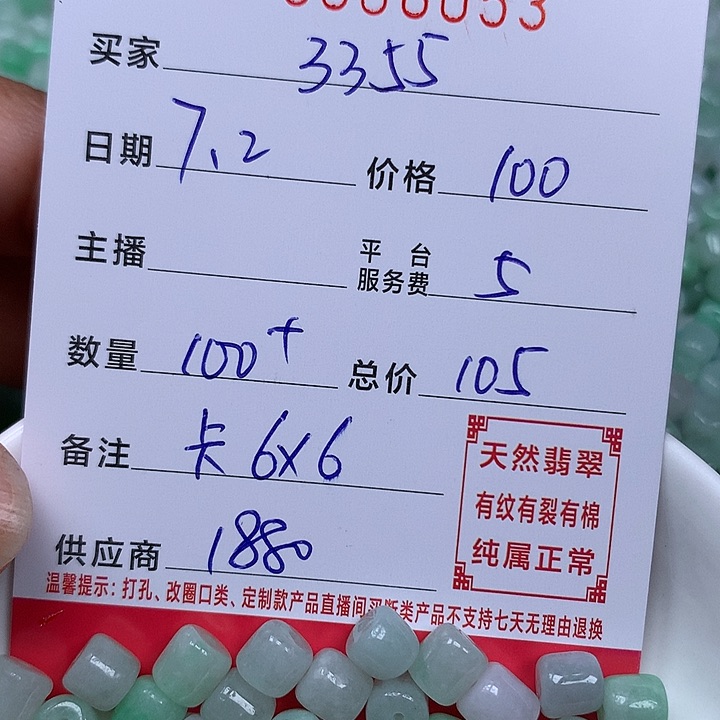 买家 3355
日期 7.2 价格 100
主播 平台服务费 5
数量 100+ 总价 105
备注 卡 6x6
供应商 1880
天然翡翠
有纹有裂有棉
纯属正常
温馨提示：打孔、改圈口类、定制款产品直播间买断类产品不支持七天无理由退换